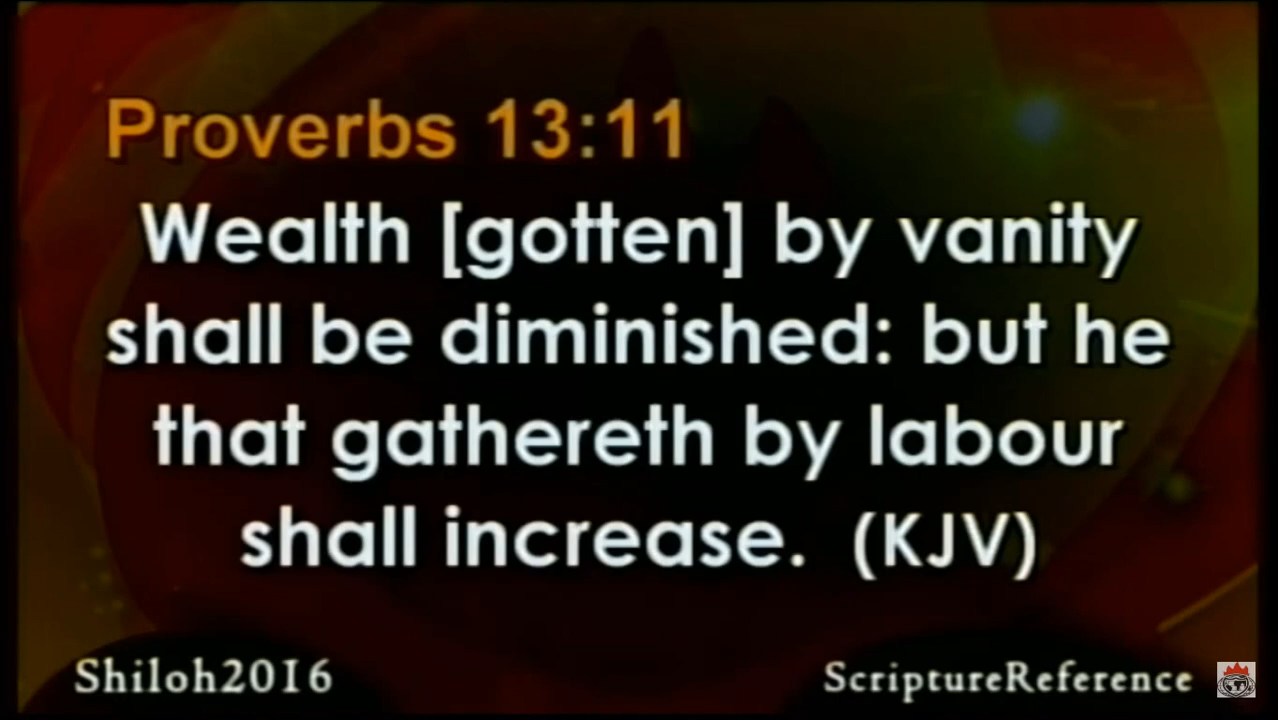 Proverbs 13:11
Wealth [gotten] by vanity
shall be diminished: but he
that gathereth by labour
shall increase. (KJV)
Shiloh2016
ScriptureReference